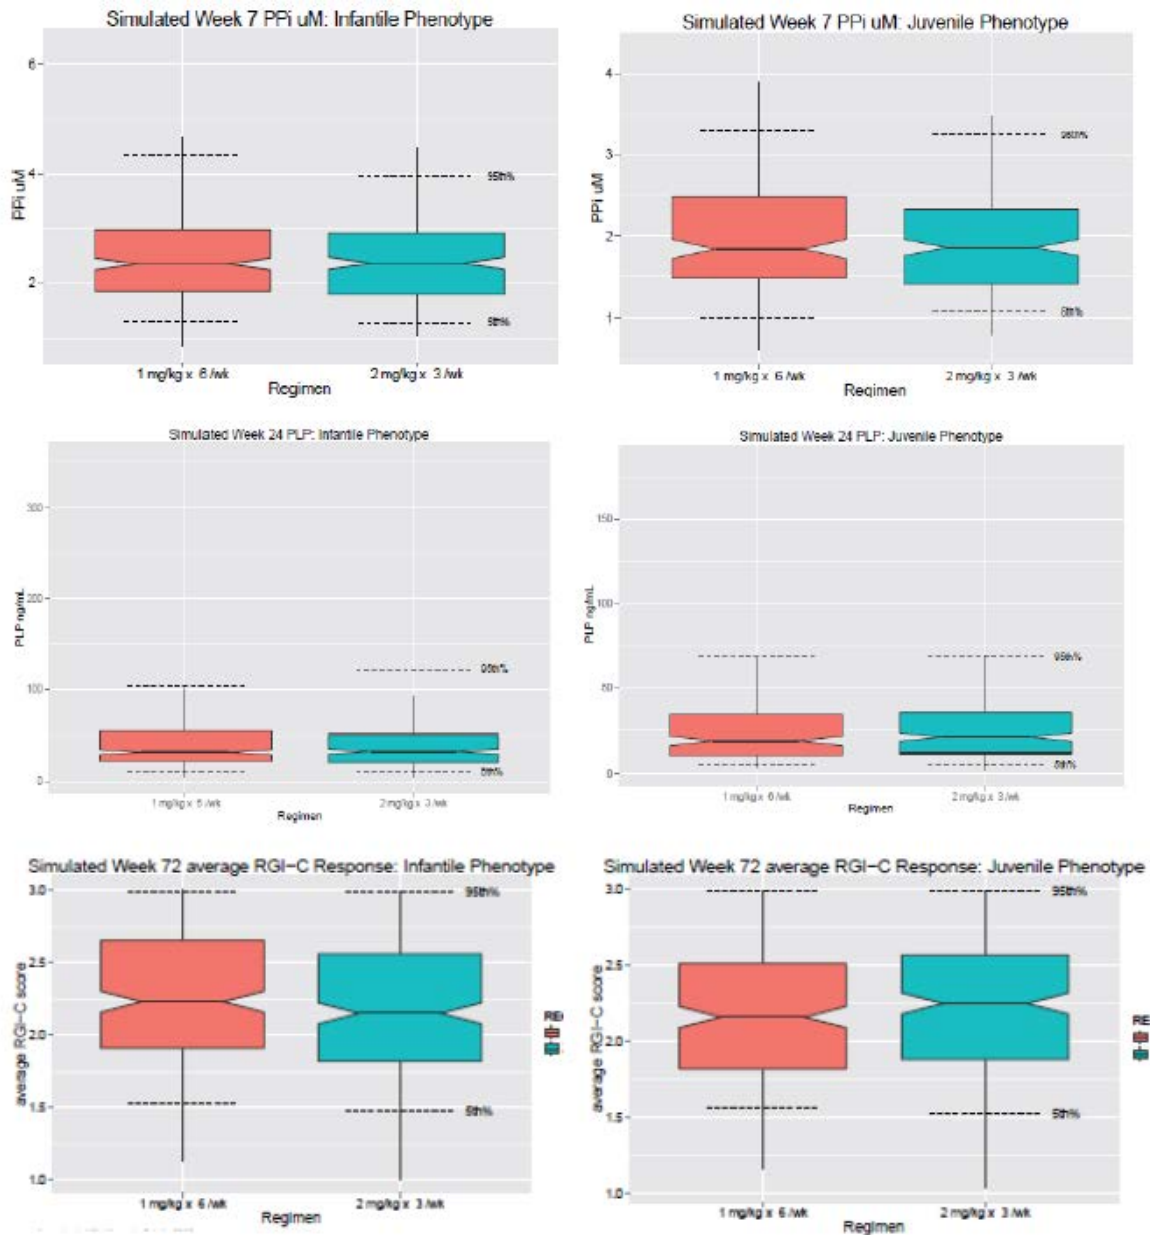 Simulated Week 7 PPi uM: Infantile Phenotype
6
4
2
PPi uM
95th%
5th%
1 mg/kg x 6 /wk
2 mg/kg x 3 /wk
Regimen
Simulated Week 7 PPi uM: Juvenile Phenotype
4
3
2
1
PPi uM
95th%
5th%
1 mg/kg x 6 /wk
2 mg/kg x 3 /wk
Regimen
Simulated Week 24 PLP: Infantile Phenotype
300
200
100
0
PLP ng/mL
95th%
5th%
1 mg/kg x 6 /wk
2 mg/kg x 3 /wk
Regimen
Simulated Week 24 PLP: Juvenile Phenotype
150
100
50
0
PLP ng/mL
95th%
5th%
1 mg/kg x 6 /wk
2 mg/kg x 3 /wk
Regimen
Simulated Week 72 average RGI-C Response: Infantile Phenotype
3.0
2.5
2.0
1.5
1.0
average RGI-C score
95th%
5th%
1 mg/kg x 6 /wk
2 mg/kg x 3 /wk
Regimen
Simulated Week 72 average RGI-C Response: Juvenile Phenotype
3.0
2.5
2.0
1.5
1.0
average RGI-C score
95th%
5th%
1 mg/kg x 6 /wk
2 mg/kg x 3 /wk
Regimen
RE